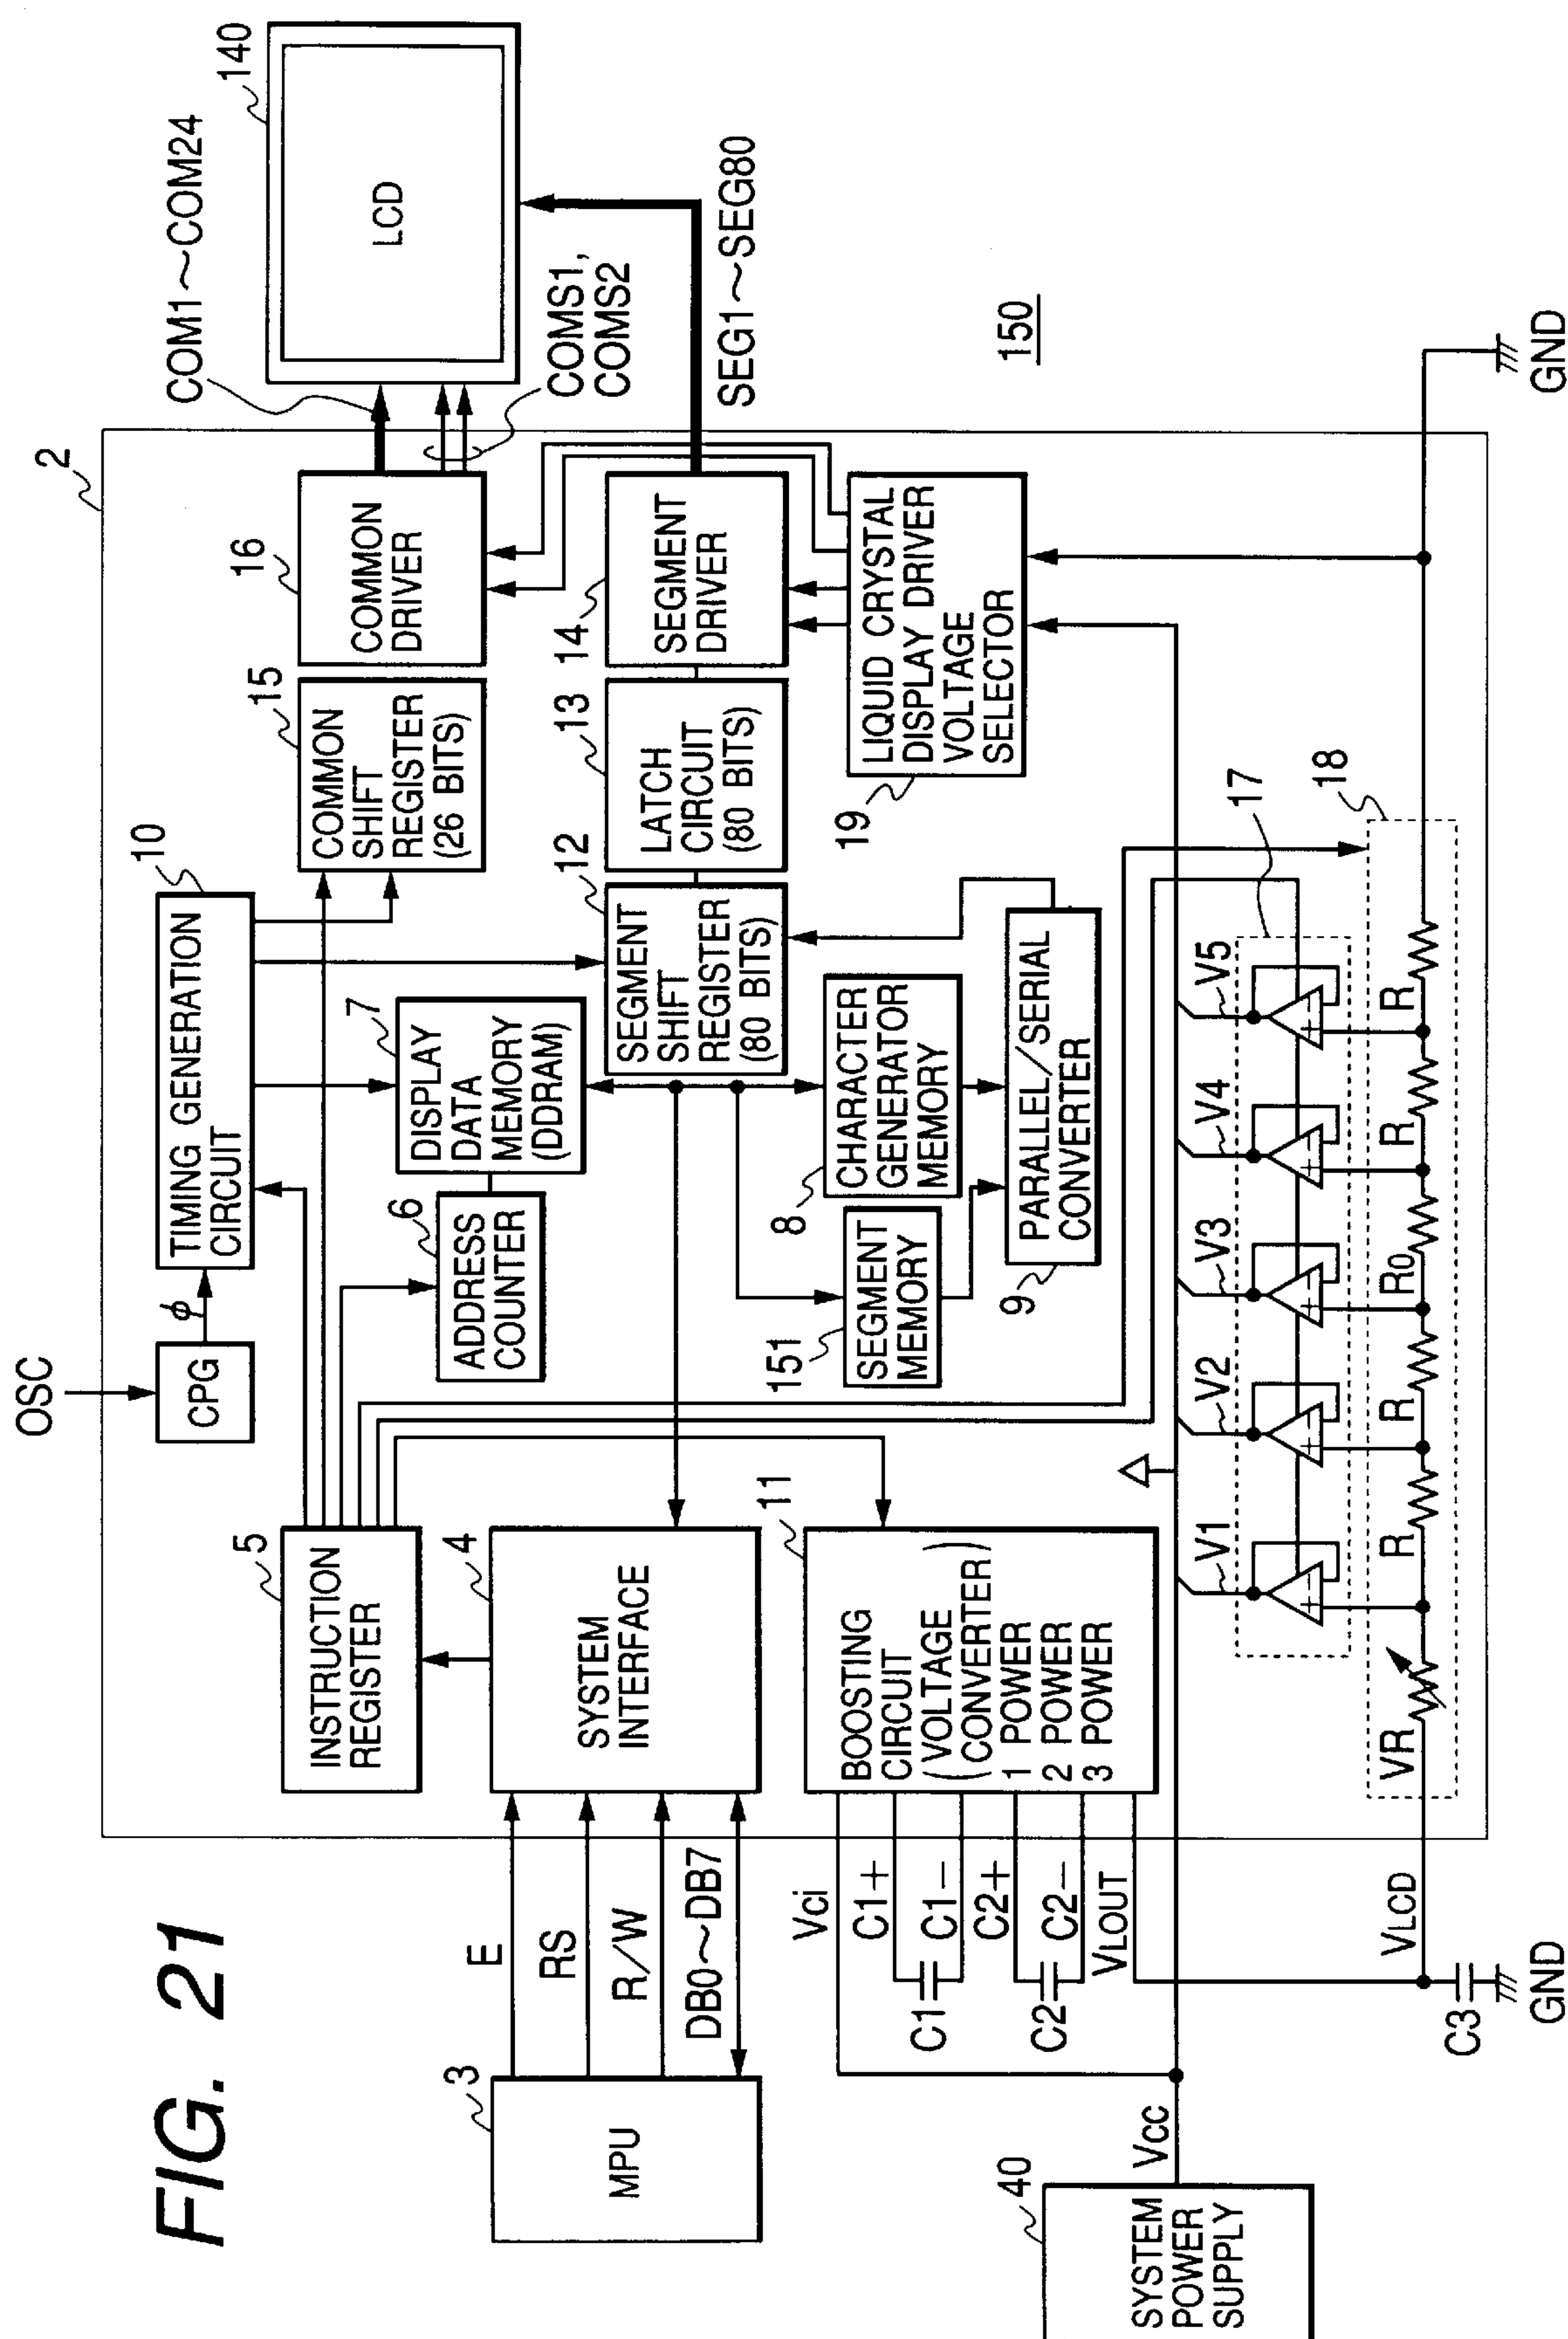 FIG. 21
OSC
CPG
φ
10
TIMING GENERATION
CIRCUIT
2
COM1~COM24
140
LCD
COMS1,
COMS2
SEG1~SEG80
150
5
INSTRUCTION
REGISTER
15
COMMON
SHIFT
REGISTER
(26 BITS)
16
COMMON
DRIVER
7
DISPLAY
DATA
MEMORY
(DDRAM)
6
ADDRESS
COUNTER
3
MPU
E
RS
R/W
DB0~DB7
4
SYSTEM
INTERFACE
12
SEGMENT
SHIFT
REGISTER
(80 BITS)
13
LATCH
CIRCUIT
(80 BITS)
14
SEGMENT
DRIVER
8
CHARACTER
GENERATOR
MEMORY
151
SEGMENT
MEMORY
9
PARALLEL/SERIAL
CONVERTER
19
LIQUID CRYSTAL
DISPLAY DRIVER
VOLTAGE
SELECTOR
11
BOOSTING
CIRCUIT
(VOLTAGE
CONVERTER)
1 POWER
2 POWER
3 POWER
Vci
C1+
C1
C1-
C2+
C2
C2-
VLOUT
40
SYSTEM
POWER
SUPPLY
Vcc
V1
V2
V3
V4
V5
17
+ -
+ -
+ -
+ -
+ -
18
VLCD
VR
R
R
R0
R
R
C3
GND
GND